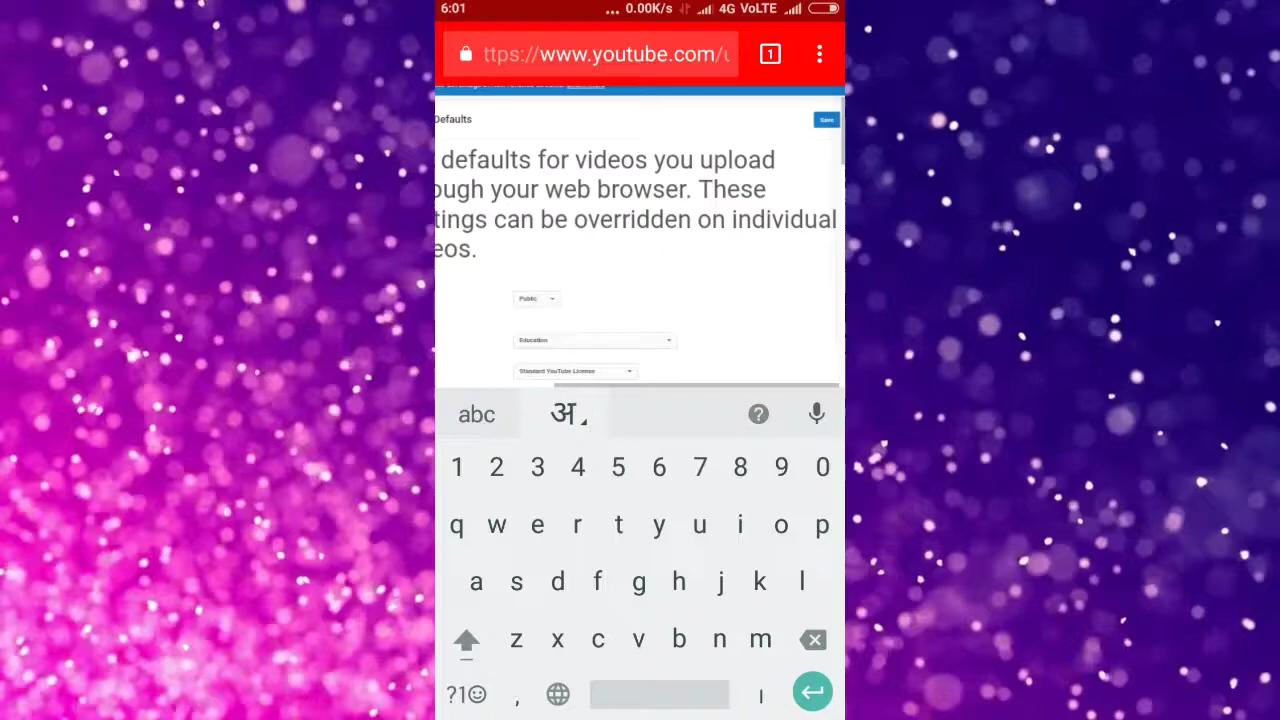 6:01 ... 0.00K/s 4G VoLTE
ttps://www.youtube.com/u 1
Defaults Save
defaults for videos you upload
ough your web browser. These
tings can be overridden on individual
eos.
Public
Education
Standard YouTube License
abc अ ?
1 2 3 4 5 6 7 8 9 0
q w e r t y u i o p
a s d f g h j k l
z x c v b n m
?1☺ , ।